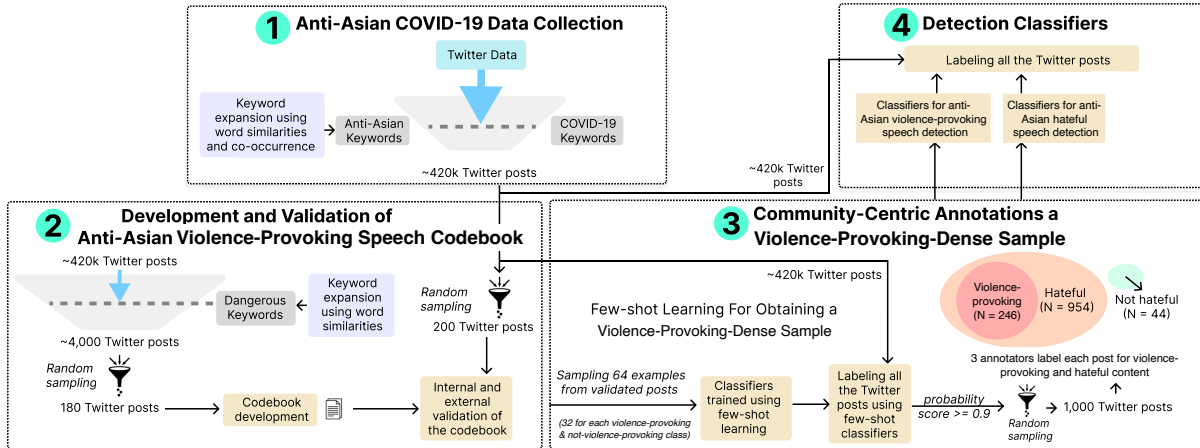 1 Anti-Asian COVID-19 Data Collection
Twitter Data
Keyword
expansion using
word similarities
and co-occurrence
Anti-Asian
Keywords
COVID-19
Keywords
~420k Twitter posts
4 Detection Classifiers
Labeling all the Twitter posts
Classifiers for anti-
Asian violence-provoking
speech detection
Classifiers for anti-
Asian hateful
speech detection
~420k Twitter
posts
2 Development and Validation of
Anti-Asian Violence-Provoking Speech Codebook
~420k Twitter posts
Dangerous
Keywords
Keyword
expansion using
word similarities
~4,000 Twitter posts
Random
sampling
180 Twitter posts
Codebook
development
Random
sampling
200 Twitter posts
Internal and
external
validation of
the codebook
3 Community-Centric Annotations a
Violence-Provoking-Dense Sample
~420k Twitter posts
Few-shot Learning For Obtaining a
Violence-Provoking-Dense Sample
Sampling 64 examples
from validated posts
(32 for each violence-provoking
& not-violence-provoking class)
Classifiers
trained using
few-shot
learning
Labeling all
the Twitter
posts using
few-shot
classifiers
probability
score >= 0.9
Random
sampling
1,000 Twitter posts
3 annotators label each post for violence-
provoking and hateful content
Violence-
provoking
(N = 246)
Hateful
(N = 954)
Not hateful
(N = 44)